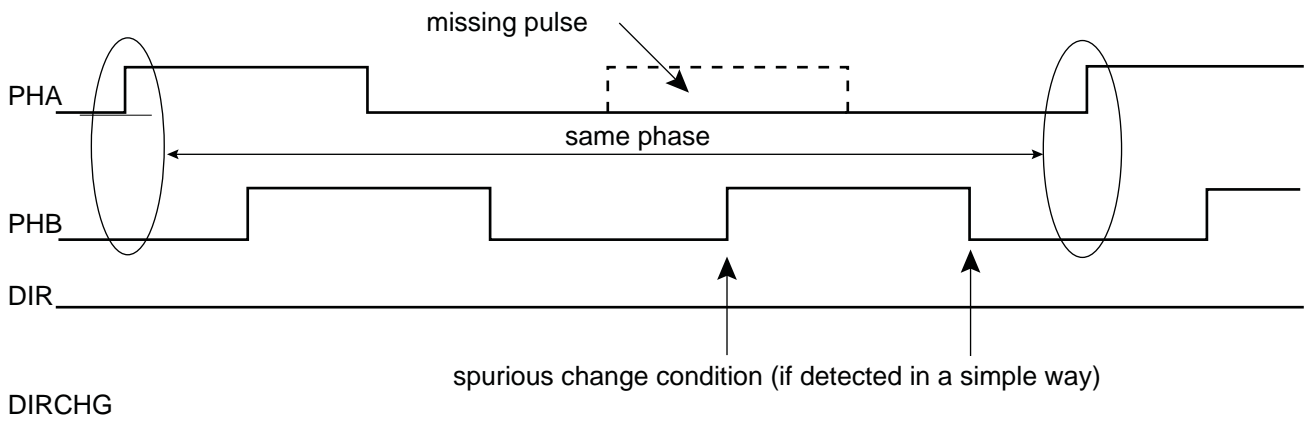 missing pulse
PHA
same phase
PHB
DIR
spurious change condition (if detected in a simple way)
DIRCHG